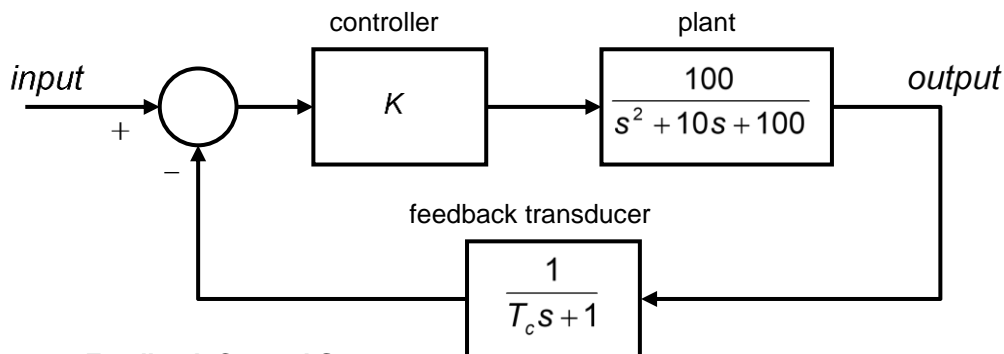 controller
plant
input
K
100
s² + 10s + 100
output
+
−
feedback transducer
1
T_c s + 1